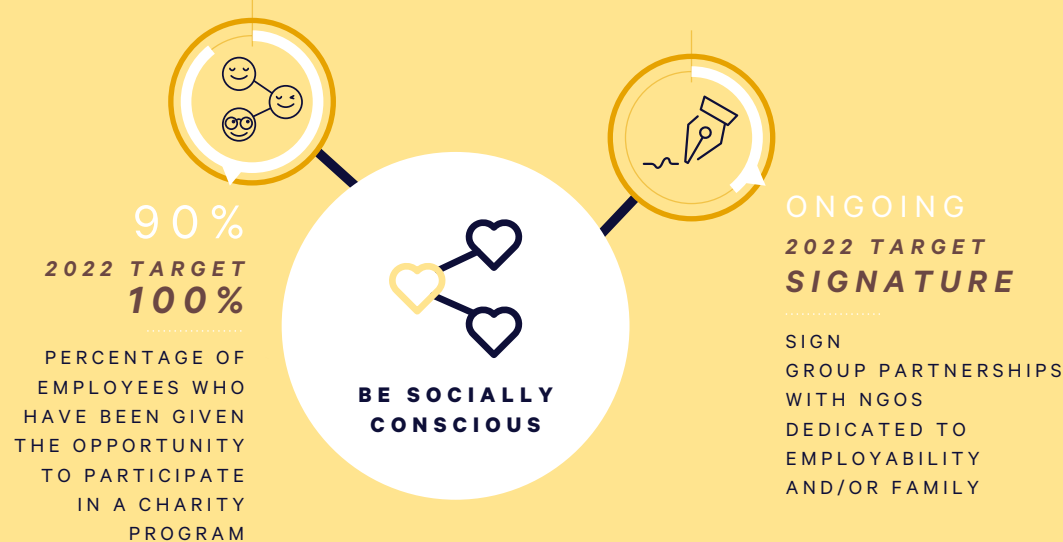 90%
2022 TARGET
100%
PERCENTAGE OF
EMPLOYEES WHO
HAVE BEEN GIVEN
THE OPPORTUNITY
TO PARTICIPATE
IN A CHARITY
PROGRAM
BE SOCIALLY
CONSCIOUS
ONGOING
2022 TARGET
SIGNATURE
SIGN
GROUP PARTNERSHIPS
WITH NGOS
DEDICATED TO
EMPLOYABILITY
AND/OR FAMILY